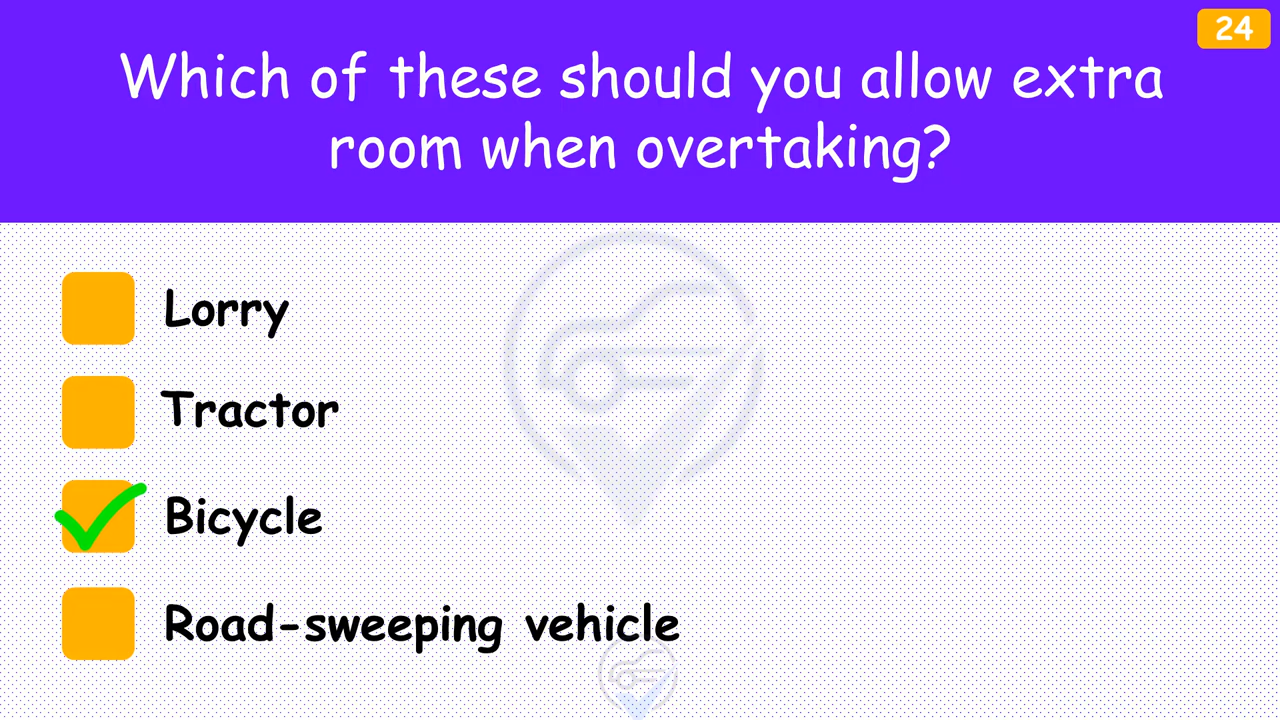 24
Which of these should you allow extra
room when overtaking?
Lorry
Tractor
Bicycle
Road-sweeping vehicle